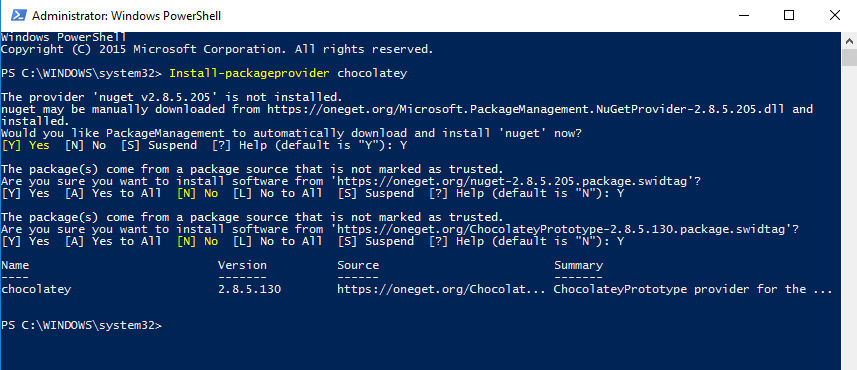 Administrator: Windows PowerShell
Windows PowerShell
Copyright (C) 2015 Microsoft Corporation. All rights reserved.
PS C:\WINDOWS\system32> Install-packageprovider chocolatey
The provider 'nuget v2.8.5.205' is not installed.
nuget may be manually downloaded from https://oneget.org/Microsoft.PackageManagement.NuGetProvider-2.8.5.205.dll and
installed.
Would you like PackageManagement to automatically download and install 'nuget' now?
[Y] Yes  [N] No  [S] Suspend  [?] Help (default is "Y"): Y
The package(s) come from a package source that is not marked as trusted.
Are you sure you want to install software from 'https://oneget.org/nuget-2.8.5.205.package.swidtag'?
[Y] Yes  [A] Yes to All  [N] No  [L] No to All  [S] Suspend  [?] Help (default is "N"): Y
The package(s) come from a package source that is not marked as trusted.
Are you sure you want to install software from 'https://oneget.org/ChocolateyPrototype-2.8.5.130.package.swidtag'?
[Y] Yes  [A] Yes to All  [N] No  [L] No to All  [S] Suspend  [?] Help (default is "N"): Y
Name                           Version          Source                           Summary
----                           -------          ------                           -------
chocolatey                     2.8.5.130        https://oneget.org/Chocolat... ChocolateyPrototype provider for the ...
PS C:\WINDOWS\system32>